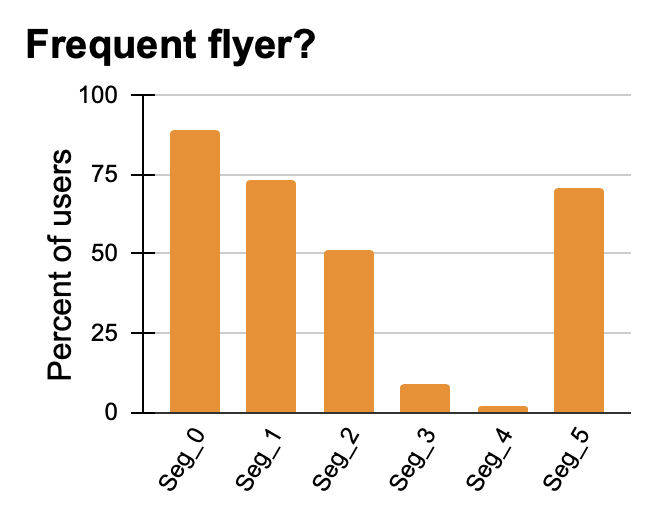 Frequent flyer?
Percent of users
100
75
50
25
0
Seg_0
Seg_1
Seg_2
Seg_3
Seg_4
Seg_5